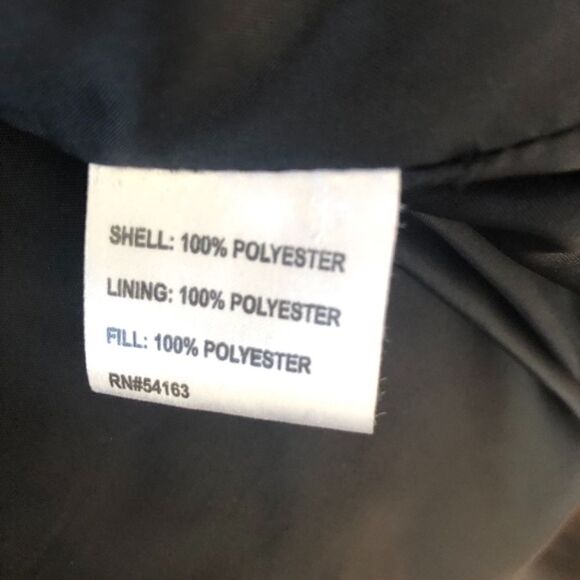 SHELL: 100% POLYESTER
LINING: 100% POLYESTER
FILL: 100% POLYESTER
RN#54163